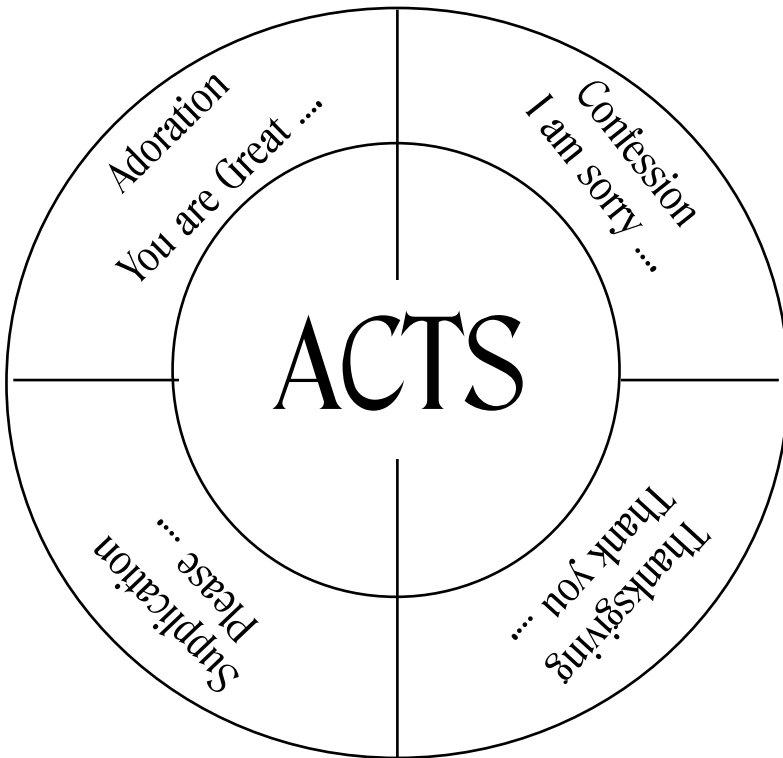 Adoration
You are Great ....
Confession
I am sorry ....
ACTS
Thanksgiving
Thank you ....
Supplication
Please ....